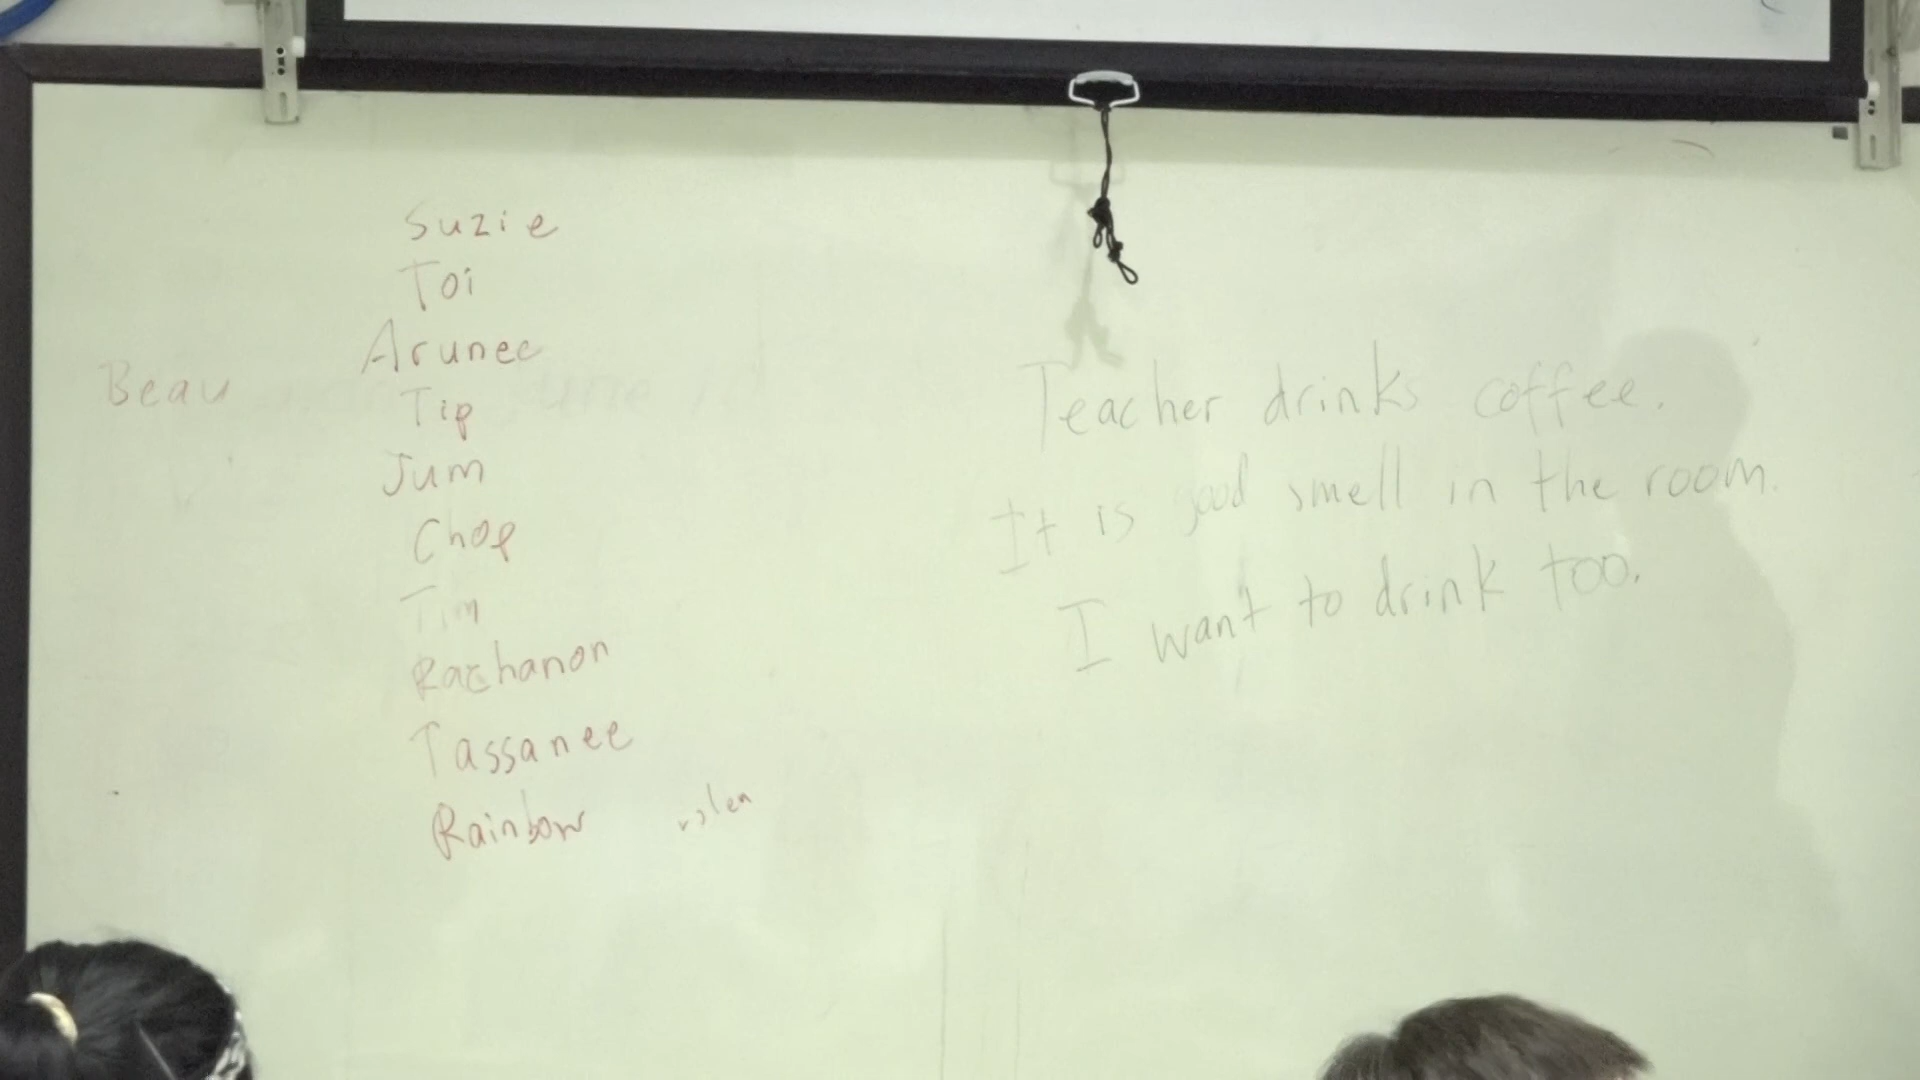 Suzie
Toi
Arunee
Beau
Tip
Jum
Chop
Tim
Rachanon
Tassanee
Rainbow
Teacher drinks coffee.
It is good smell in the room.
I want to drink too.